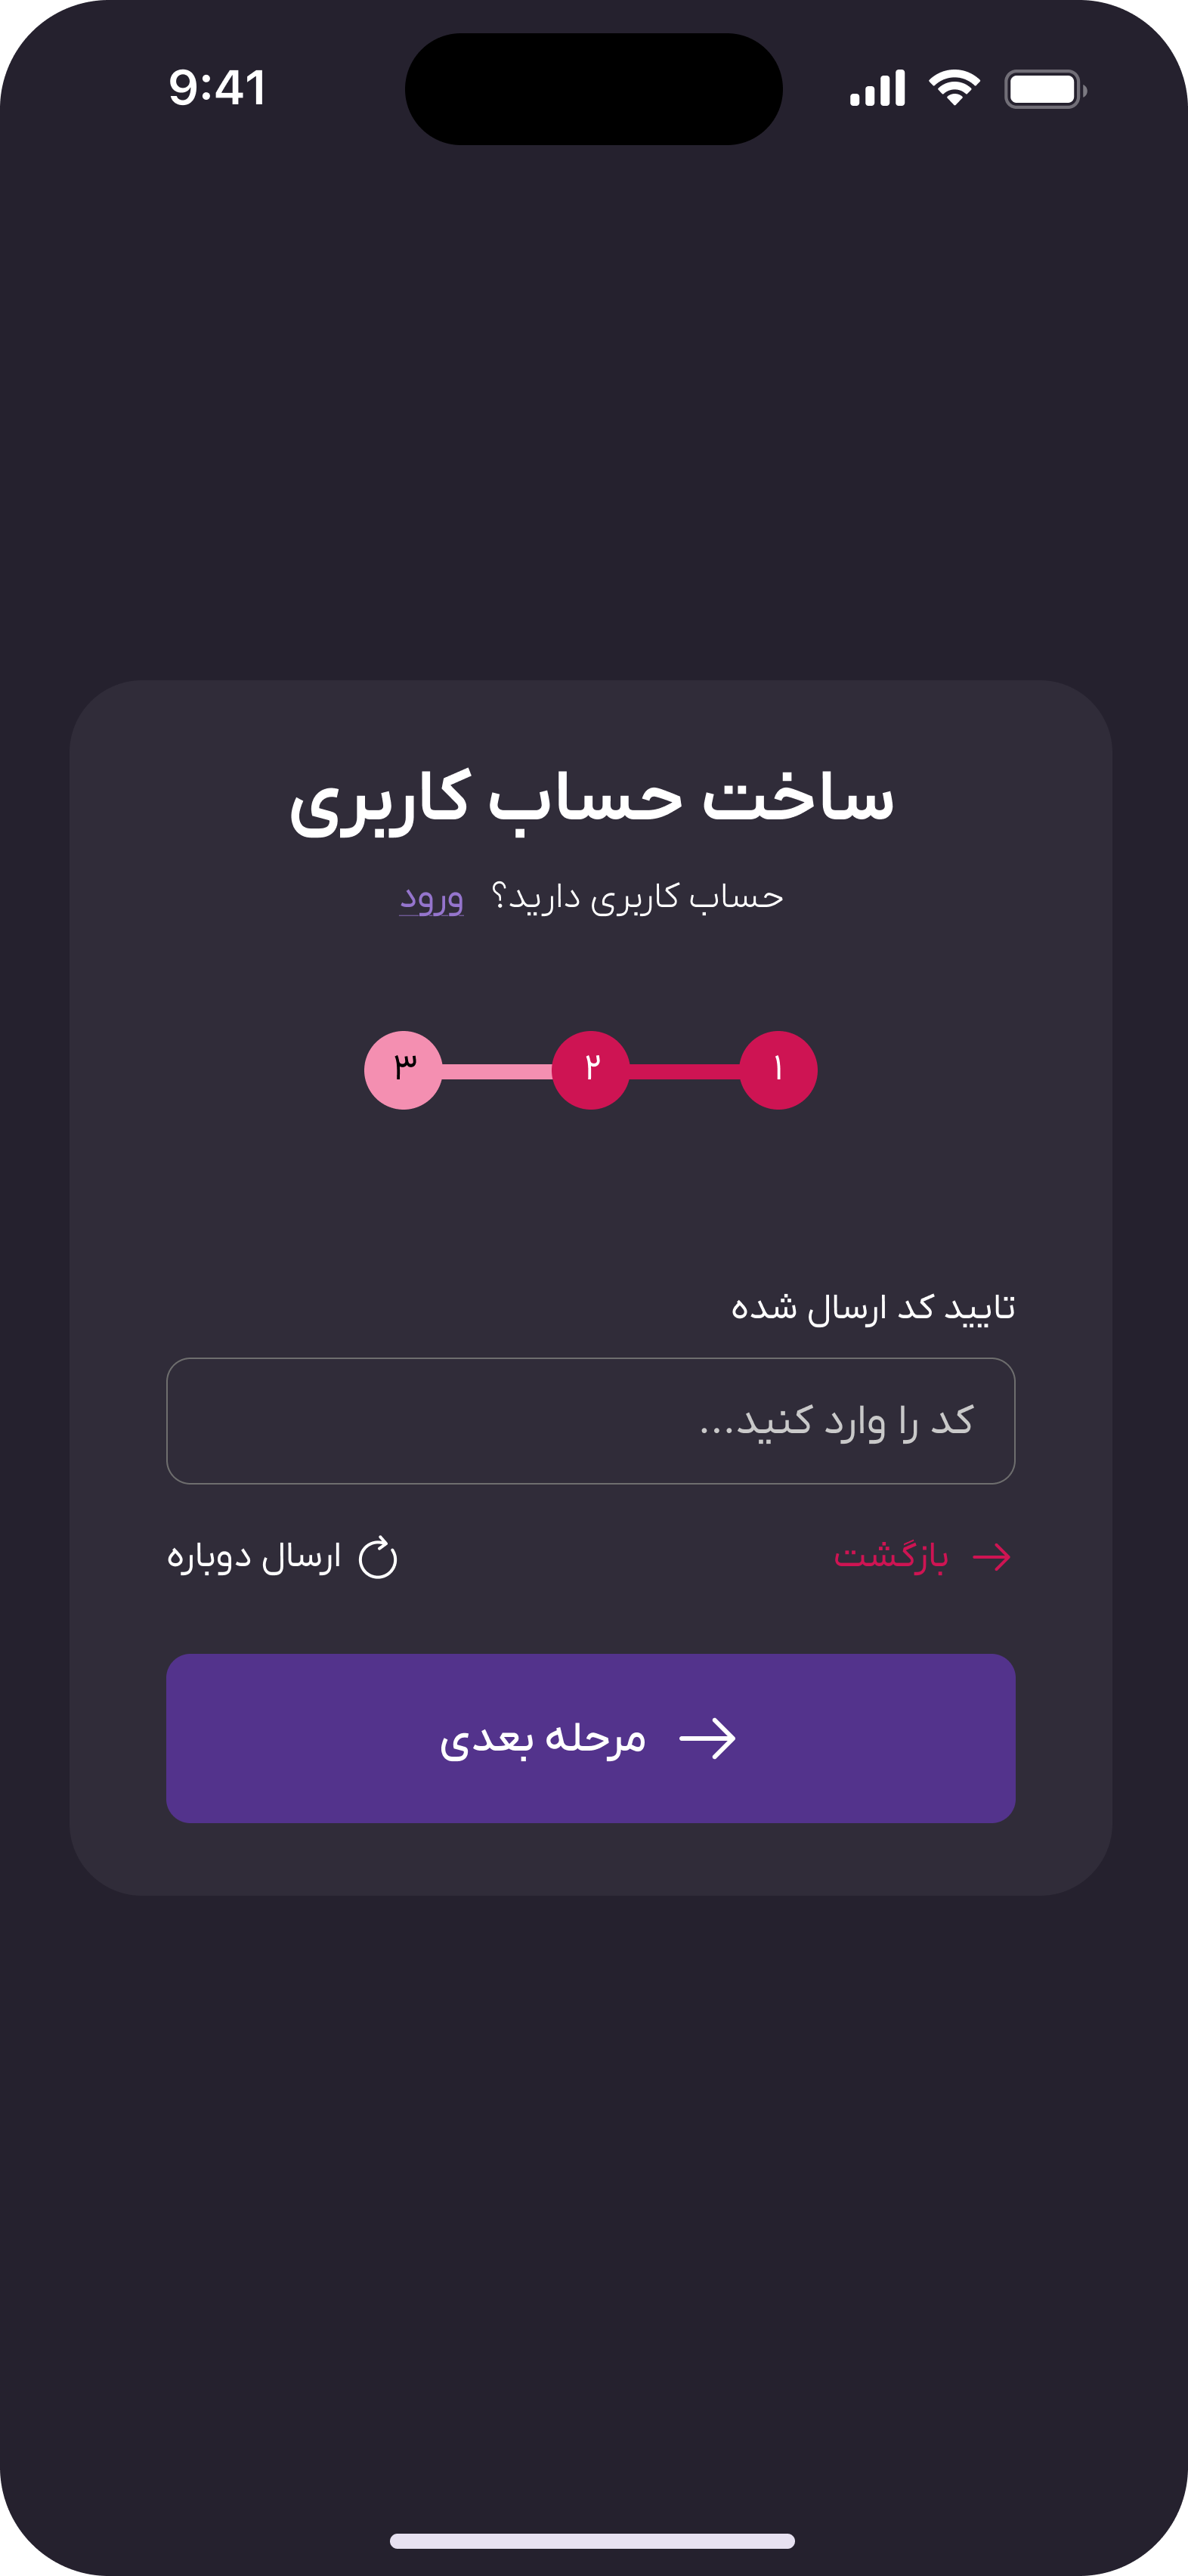 9:41
ساخت حساب کاربری
حساب کاربری دارید؟ ورود
۱ ۲ ۳
تایید کد ارسال شده
کد را وارد کنید...
بازگشت ارسال دوباره
مرحله بعدی